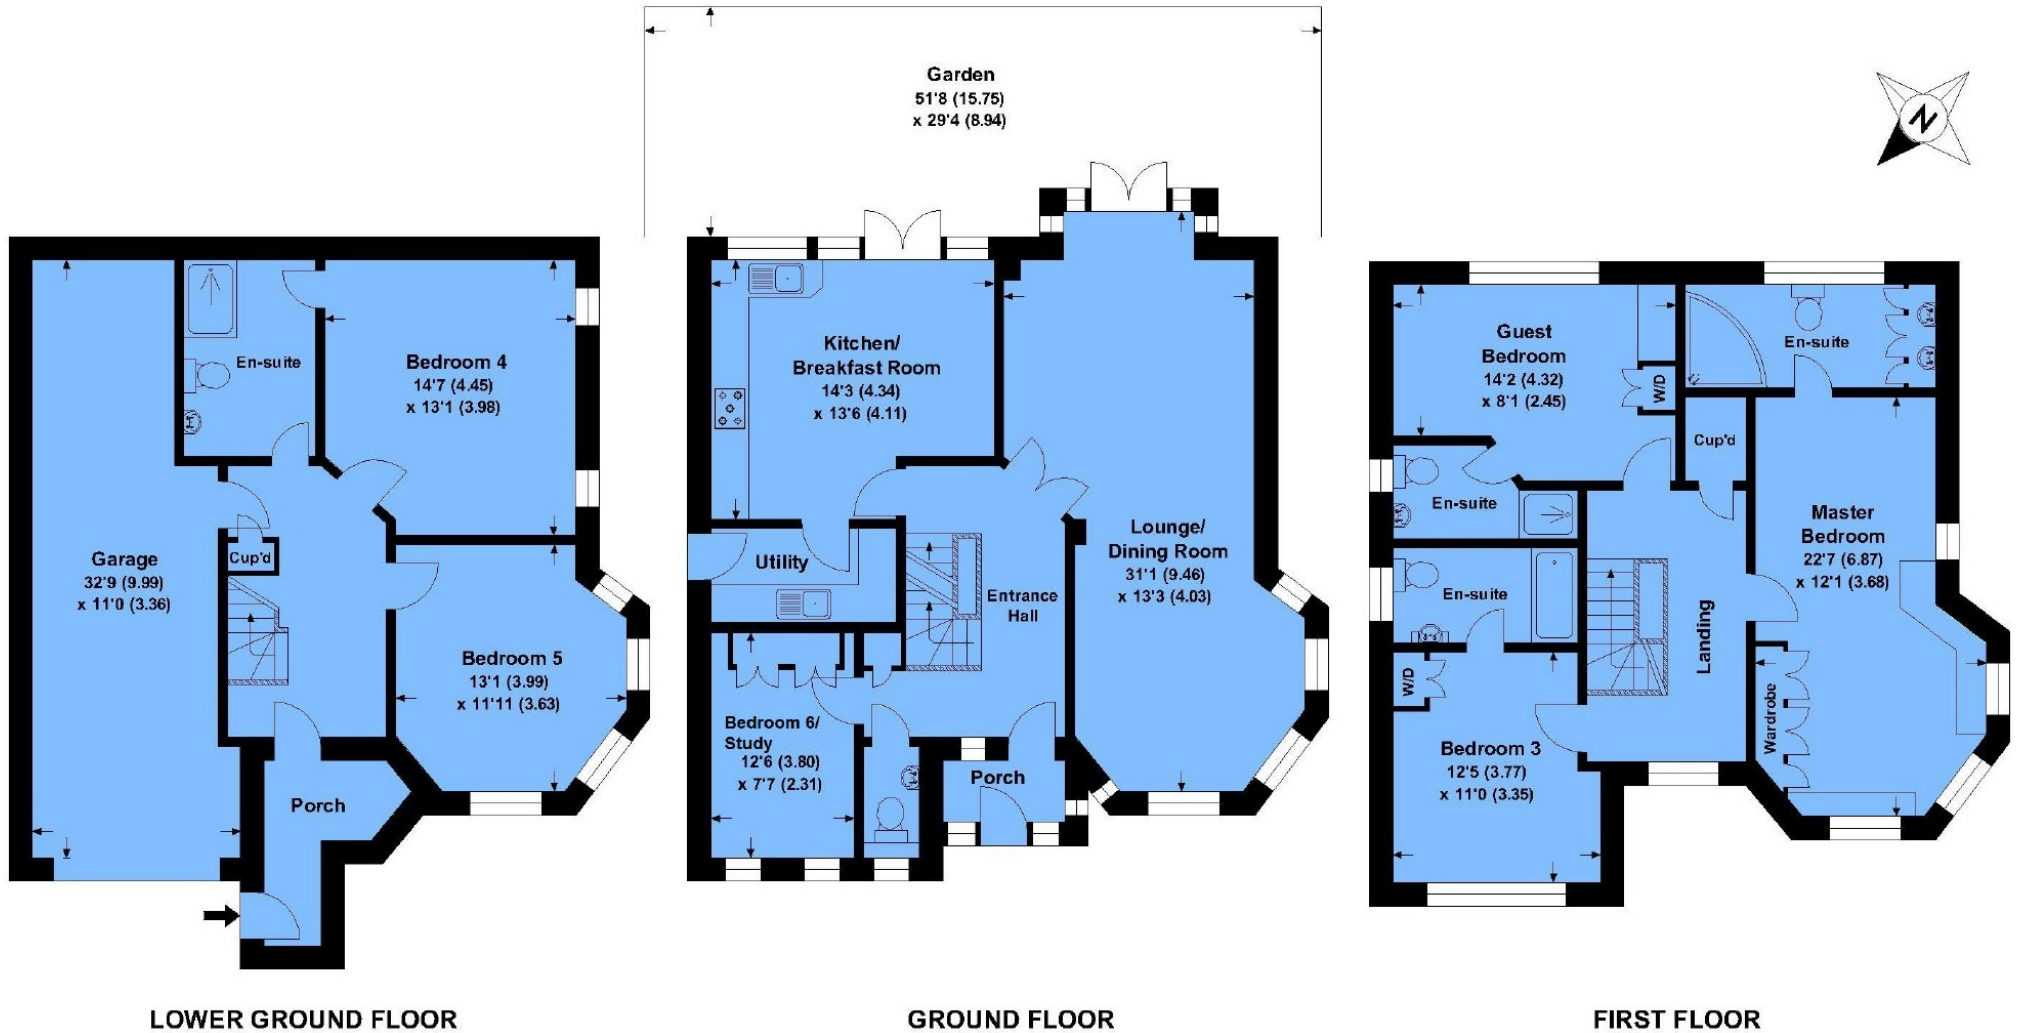 Garden
51'8 (15.75)
x 29'4 (8.94)
N
En-suite
Bedroom 4
14'7 (4.45)
x 13'1 (3.98)
Garage
32'9 (9.99)
x 11'0 (3.36)
Cup'd
Bedroom 5
13'1 (3.99)
x 11'11 (3.63)
Porch
LOWER GROUND FLOOR
Kitchen/
Breakfast Room
14'3 (4.34)
x 13'6 (4.11)
Lounge/
Dining Room
31'1 (9.46)
x 13'3 (4.03)
Utility
Entrance
Hall
Bedroom 6/
Study
12'6 (3.80)
x 7'7 (2.31)
Porch
GROUND FLOOR
Guest
Bedroom
14'2 (4.32)
x 8'1 (2.45)
W/D
En-suite
Cup'd
En-suite
Master
Bedroom
22'7 (6.87)
x 12'1 (3.68)
En-suite
Landing
W/D
Wardrobe
Bedroom 3
12'5 (3.77)
x 11'0 (3.35)
FIRST FLOOR